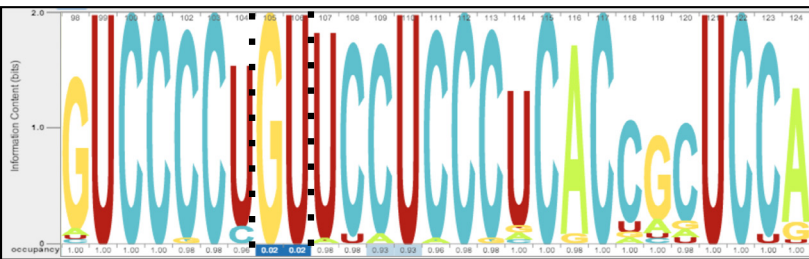 2.0 98 99 100 101 102 103 104 105 106 107 108 109 110 111 112 113 114 115 116 117 118 119 120 121 122 123 124
Information Content (bits)
1.0
G U C C C C U G U U C C U C C C U C A C C G C U C C A
0
occupancy 1.00 1.00 1.00 1.00 0.98 0.98 0.96 0.02 0.02 0.98 0.98 0.93 0.93 0.96 0.98 0.98 1.00 1.00 0.98 1.00 1.00 1.00 0.98 1.00 1.00 1.00 1.00